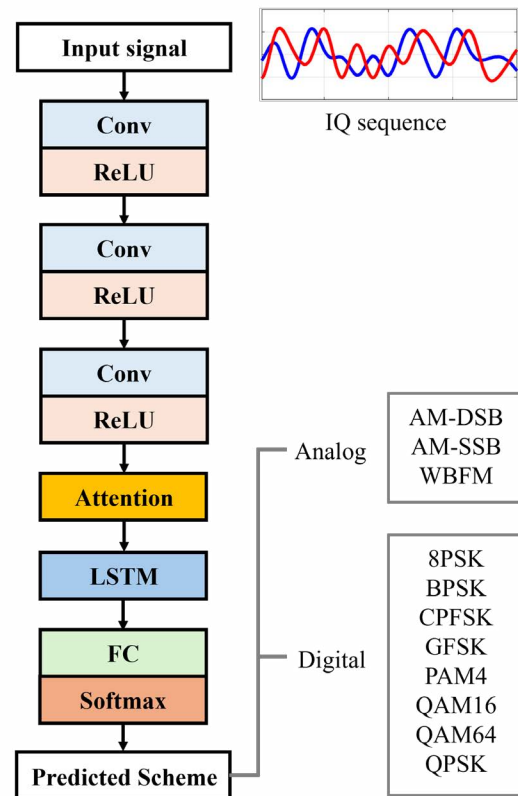 Input signal
IQ sequence
Conv
ReLU
Conv
ReLU
Conv
ReLU
Attention
LSTM
FC
Softmax
Predicted Scheme
Analog
AM-DSB
AM-SSB
WBFM
Digital
8PSK
BPSK
CPFSK
GFSK
PAM4
QAM16
QAM64
QPSK